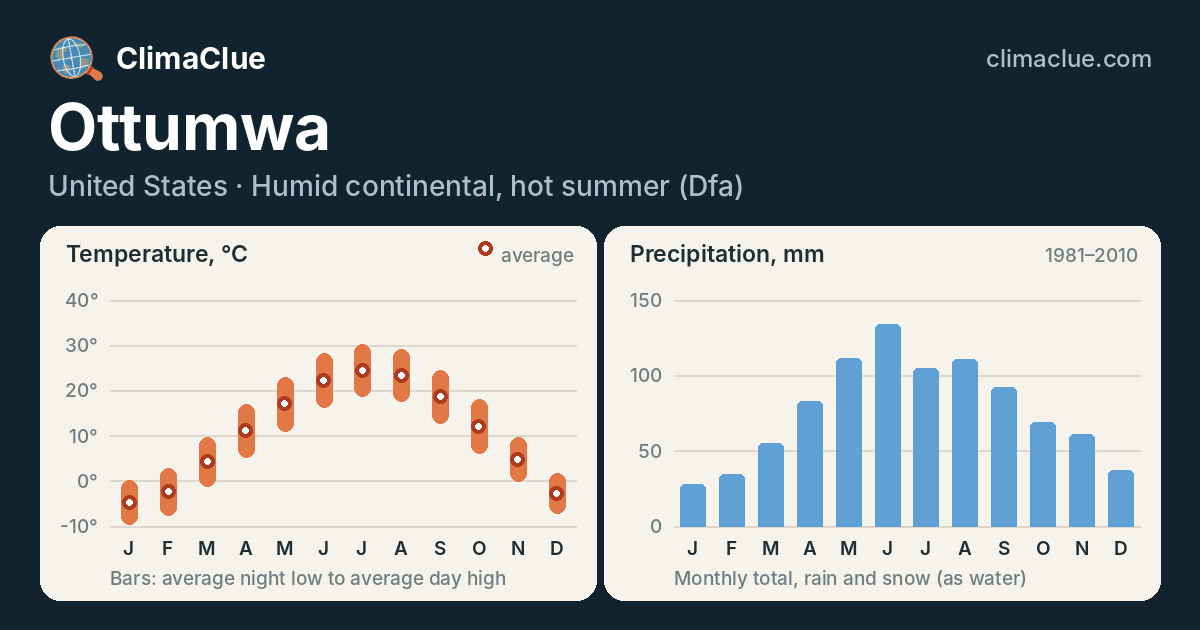 ClimaClue
climaclue.com
Ottumwa
United States · Humid continental, hot summer (Dfa)
Temperature, °C
average
40°
30°
20°
10°
0°
-10°
J F M A M J J A S O N D
Bars: average night low to average day high
Precipitation, mm
1981–2010
150
100
50
0
J F M A M J J A S O N D
Monthly total, rain and snow (as water)